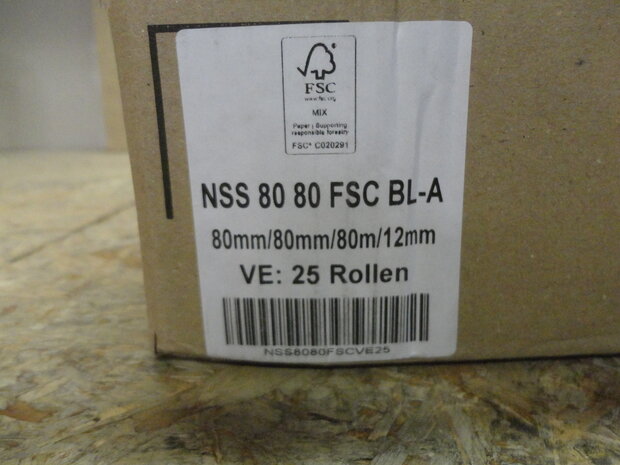 FSC
www.fsc.org
MIX
Paper | Supporting
responsible forestry
FSC® C020291
NSS 80 80 FSC BL-A
80mm/80mm/80m/12mm
VE: 25 Rollen
NSS8080FSCVE25